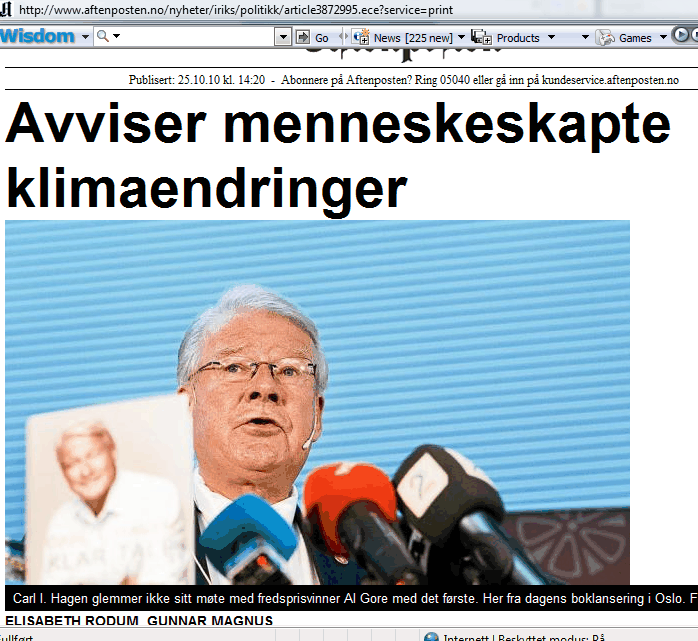 http://www.aftenposten.no/nyheter/iriks/politikk/article3872995.ece?service=print
Wisdom Go News [225 new] Products Games
Publisert: 25.10.10 kl. 14:20 - Abonnere på Aftenposten? Ring 05040 eller gå inn på kundeservice.aftenposten.no
Avviser menneskeskapte
klimaendringer
KLAR TALE
2
Carl I. Hagen glemmer ikke sitt møte med fredsprisvinner Al Gore med det første. Her fra dagens boklansering i Oslo. F
ELISABETH RODUM GUNNAR MAGNUS
Internett | Beskyttet modus: På